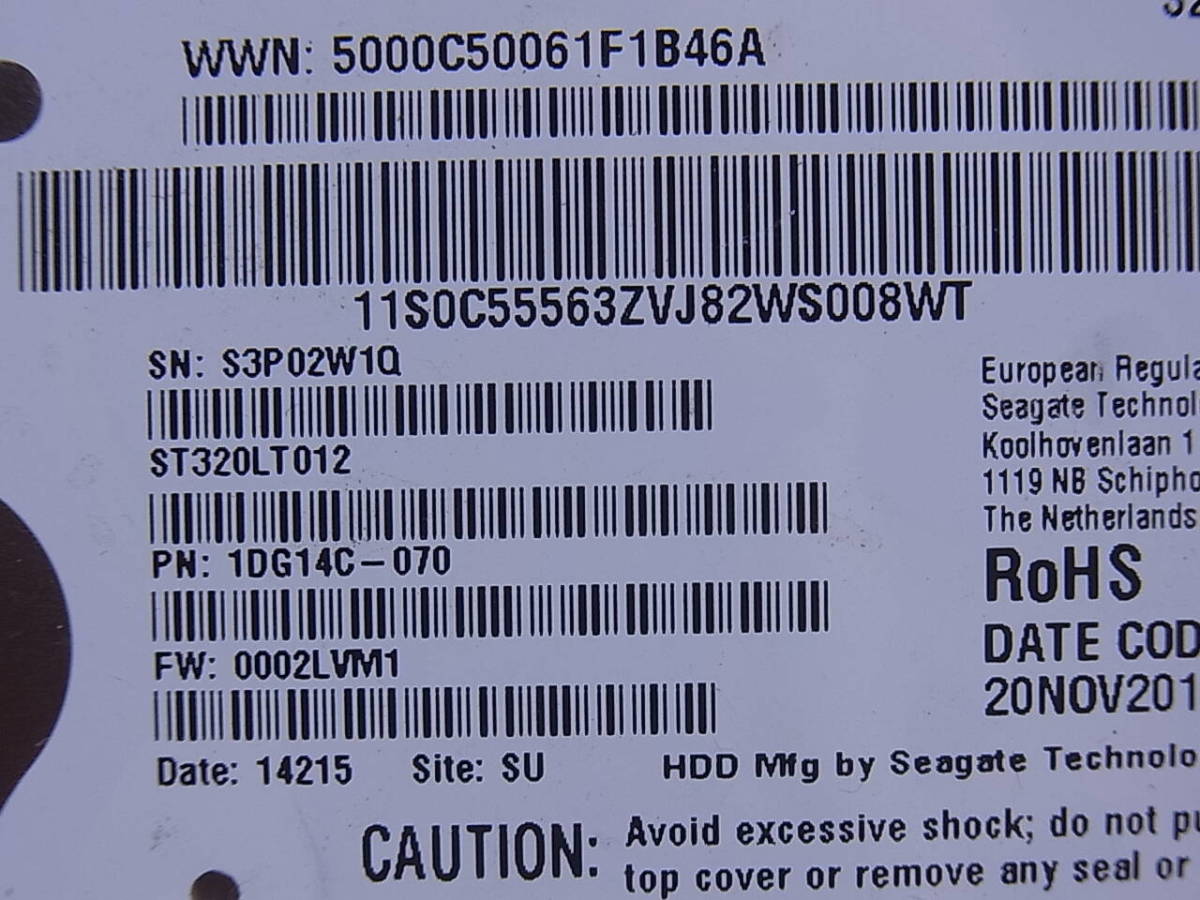 WWN: 5000C50061F1B46A
11S0C55563ZVJ82WS008WT
SN: S3P02W1Q
ST320LT012
PN: 1DG14C-070
FW: 0002LVM1
Date: 14215 Site: SU HDD Mfg by Seagate Technolo
European Regula
Seagate Technol
Koolhovenlaan 1
1119 NB Schipho
The Netherlands
RoHS
DATE COD
20NOV201
CAUTION: Avoid excessive shock; do not pu
top cover or remove any seal or